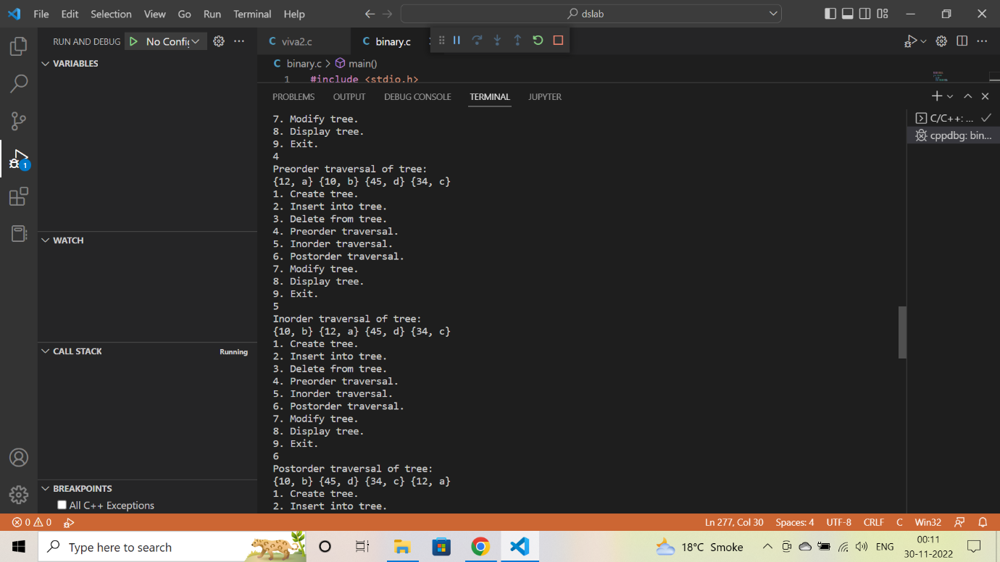 File Edit Selection View Go Run Terminal Help
dslab
RUN AND DEBUG
No Config
viva2.c
binary.c
VARIABLES
binary.c > main()
1 #include <stdio.h>
PROBLEMS OUTPUT DEBUG CONSOLE TERMINAL JUPYTER
C/C++: ...
cppdbg: bin...
7. Modify tree.
8. Display tree.
9. Exit.
4
Preorder traversal of tree:
{12, a} {10, b} {45, d} {34, c}
1. Create tree.
2. Insert into tree.
3. Delete from tree.
4. Preorder traversal.
5. Inorder traversal.
6. Postorder traversal.
7. Modify tree.
8. Display tree.
9. Exit.
5
Inorder traversal of tree:
{10, b} {12, a} {45, d} {34, c}
1. Create tree.
2. Insert into tree.
3. Delete from tree.
4. Preorder traversal.
5. Inorder traversal.
6. Postorder traversal.
7. Modify tree.
8. Display tree.
9. Exit.
6
Postorder traversal of tree:
{10, b} {45, d} {34, c} {12, a}
1. Create tree.
2. Insert into tree.
1
WATCH
CALL STACK
Running
BREAKPOINTS
All C++ Exceptions
0 0
Ln 277, Col 30 Spaces: 4 UTF-8 CRLF C Win32
Type here to search
18°C Smoke
ENG
00:11
30-11-2022